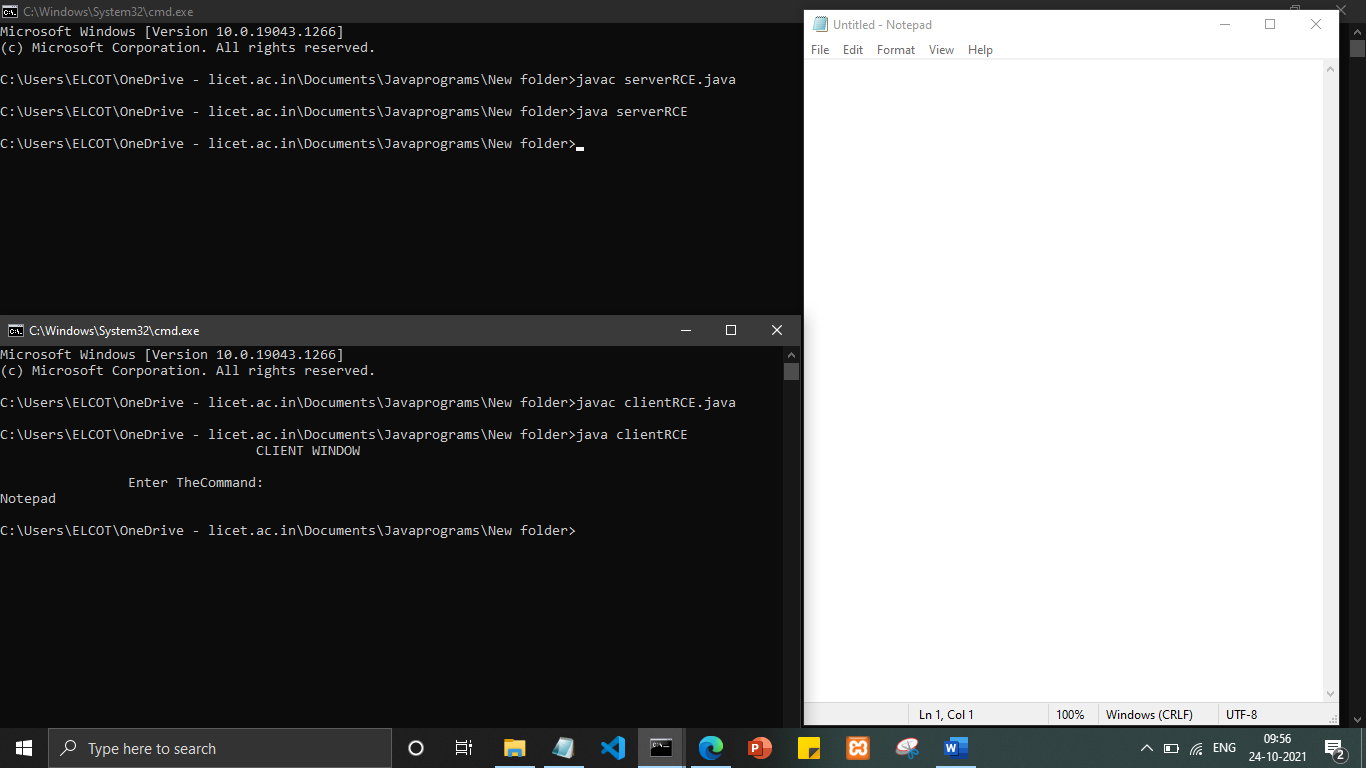 C:\Windows\System32\cmd.exe
Microsoft Windows [Version 10.0.19043.1266]
(c) Microsoft Corporation. All rights reserved.
C:\Users\ELCOT\OneDrive - licet.ac.in\Documents\Javaprograms\New folder>javac serverRCE.java
C:\Users\ELCOT\OneDrive - licet.ac.in\Documents\Javaprograms\New folder>java serverRCE
C:\Users\ELCOT\OneDrive - licet.ac.in\Documents\Javaprograms\New folder>
C:\Windows\System32\cmd.exe
Microsoft Windows [Version 10.0.19043.1266]
(c) Microsoft Corporation. All rights reserved.
C:\Users\ELCOT\OneDrive - licet.ac.in\Documents\Javaprograms\New folder>javac clientRCE.java
C:\Users\ELCOT\OneDrive - licet.ac.in\Documents\Javaprograms\New folder>java clientRCE
CLIENT WINDOW
Enter TheCommand:
Notepad
C:\Users\ELCOT\OneDrive - licet.ac.in\Documents\Javaprograms\New folder>
Untitled - Notepad
File Edit Format View Help
Ln 1, Col 1 100% Windows (CRLF) UTF-8
Type here to search
ENG
09:56
24-10-2021
2